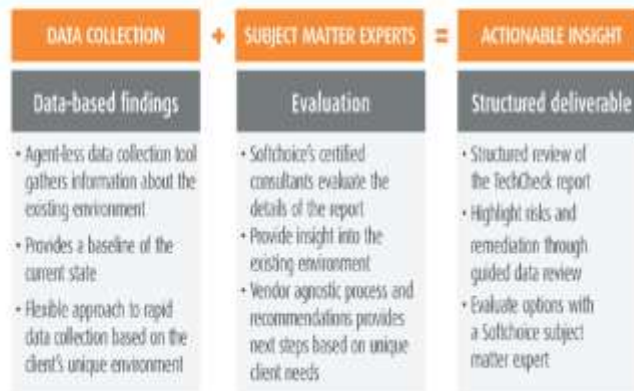 DATA COLLECTION + SUBJECT MATTER EXPERTS = ACTIONABLE INSIGHT
Data-based findings
• Agent-less data collection tool
gathers information about the
existing environment
• Provides a baseline of the
current state
• Flexible approach to rapid
data collection based on the
client's unique environment
Evaluation
• Softchoice's certified
consultants evaluate the
details of the report
• Provide insight into the
existing environment
• Vendor agnostic process and
recommendations provides
next steps based on unique
client needs
Structured deliverable
• Structured review of
the TechCheck report
• Highlight risks and
remediation through
guided data review
• Evaluate options with
a Softchoice subject
matter expert